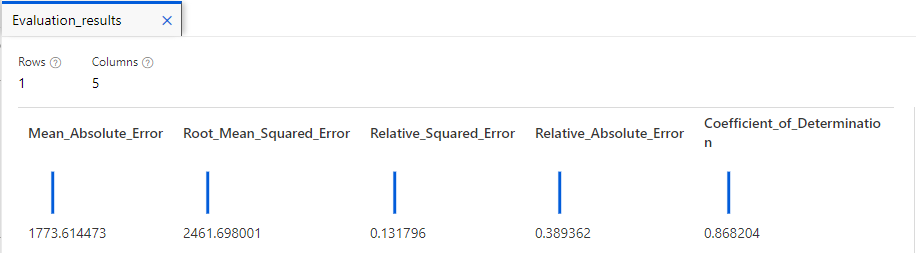 Evaluation_results
Rows Columns
1 5
Mean_Absolute_Error Root_Mean_Squared_Error Relative_Squared_Error Relative_Absolute_Error Coefficient_of_Determinatio
n
1773.614473 2461.698001 0.131796 0.389362 0.868204